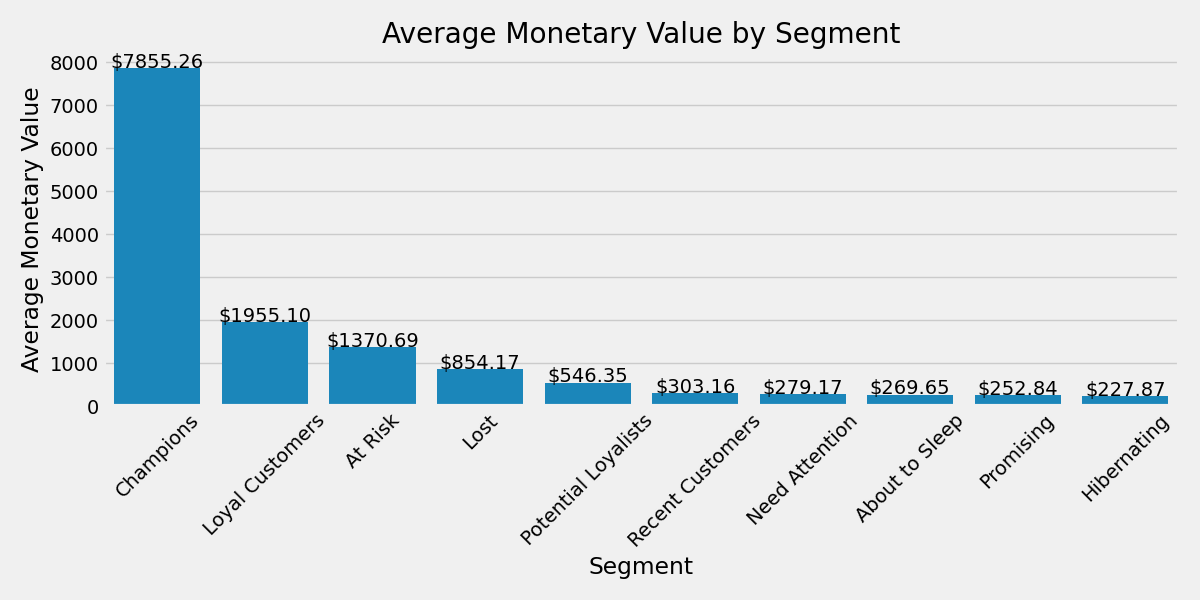 Average Monetary Value by Segment
Average Monetary Value
8000
7000
6000
5000
4000
3000
2000
1000
0
$7855.26
$1955.10
$1370.69
$854.17
$546.35
$303.16
$279.17
$269.65
$252.84
$227.87
Champions
Loyal Customers
At Risk
Lost
Potential Loyalists
Recent Customers
Need Attention
About to Sleep
Promising
Hibernating
Segment